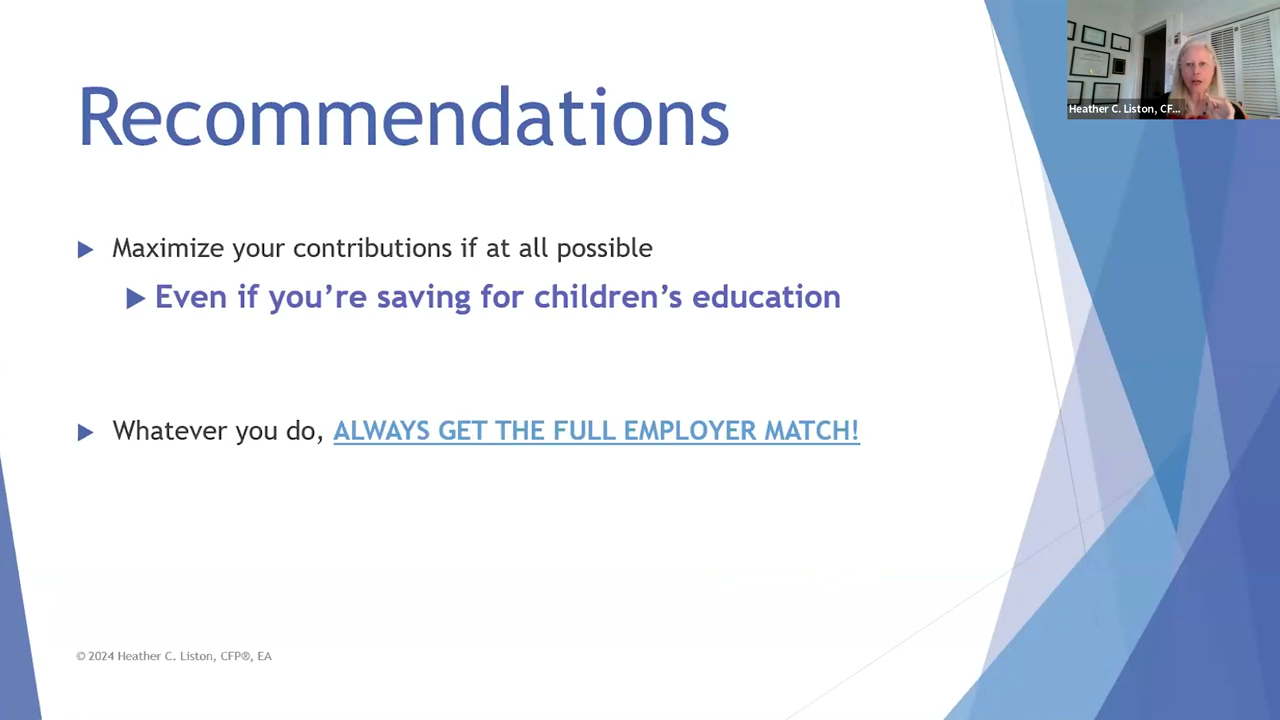 Heather C. Liston, CF...
Recommendations
Maximize your contributions if at all possible
Even if you're saving for children's education
Whatever you do, ALWAYS GET THE FULL EMPLOYER MATCH!
© 2024 Heather C. Liston, CFP®, EA